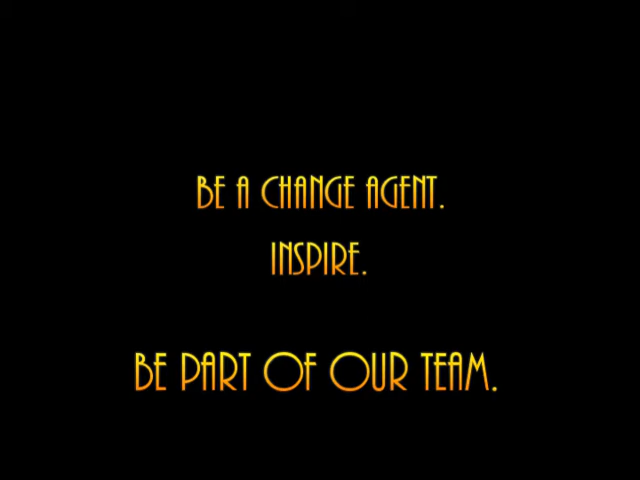 BE A CHANGE AGENT.
INSPIRE.
BE PART OF OUR TEAM.